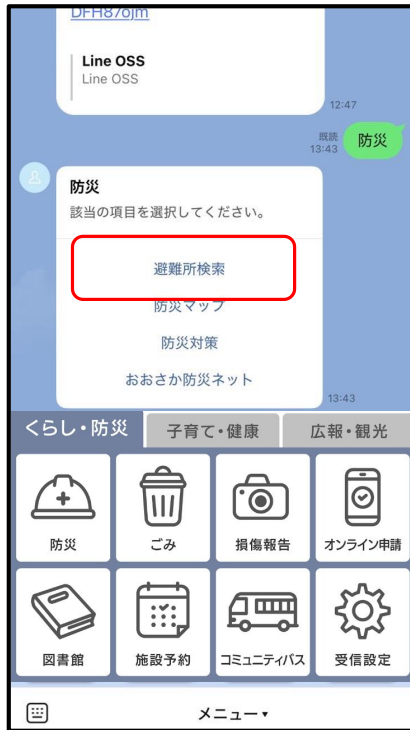 DFH87ojm
Line OSS
Line OSS
12:47
既読
13:43
防災
防災
該当の項目を選択してください。
避難所検索
防災マップ
防災対策
おおさか防災ネット
13:43
くらし・防災
子育て・健康
広報・観光
防災
ごみ
損傷報告
オンライン申請
図書館
施設予約
コミュニティバス
受信設定
メニュー▾